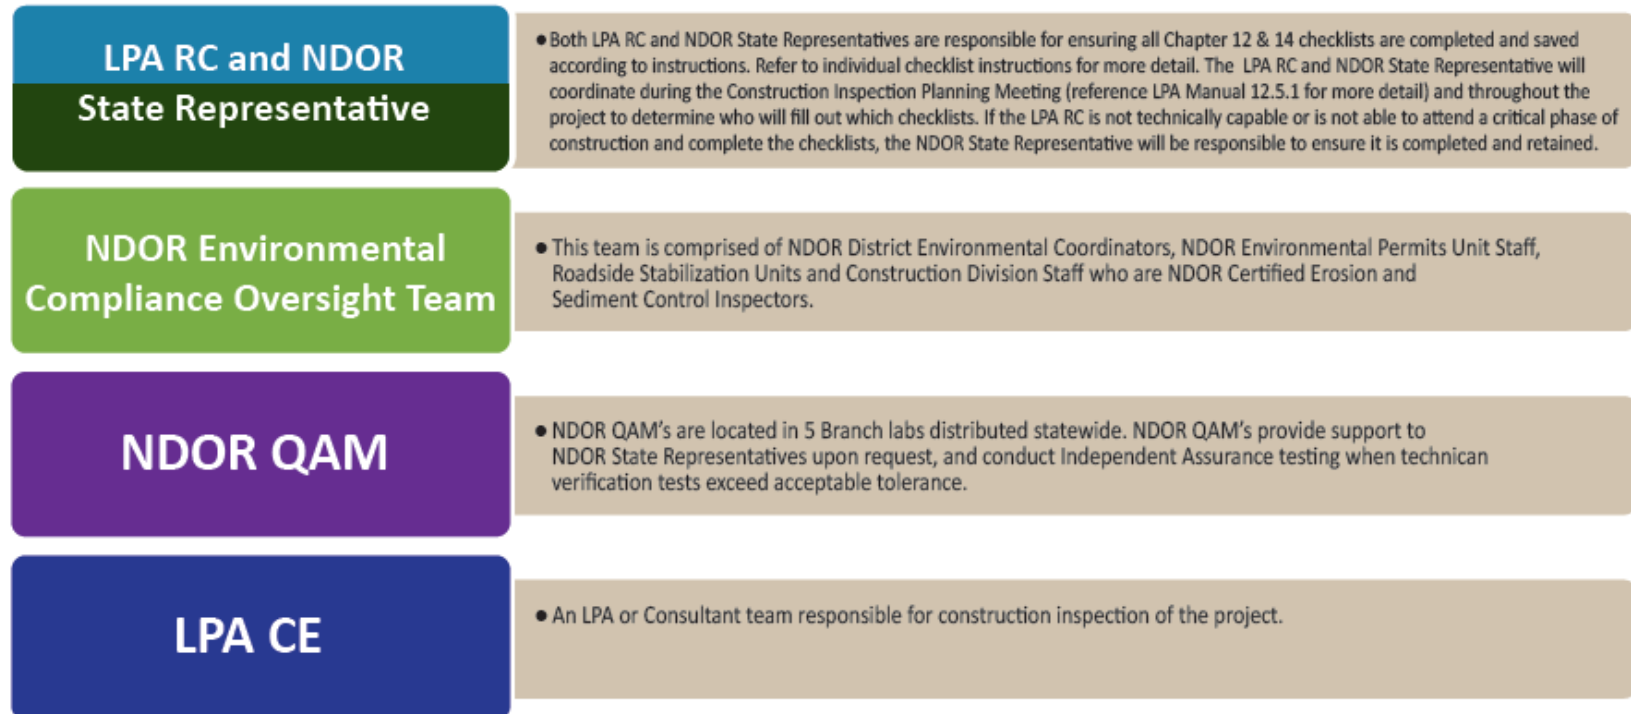 LPA RC and NDOR
State Representative
• Both LPA RC and NDOR State Representatives are responsible for ensuring all Chapter 12 & 14 checklists are completed and saved
according to instructions. Refer to individual checklist instructions for more detail. The LPA RC and NDOR State Representative will
coordinate during the Construction Inspection Planning Meeting (reference LPA Manual 12.5.1 for more detail) and throughout the
project to determine who will fill out which checklists. If the LPA RC is not technically capable or is not able to attend a critical phase of
construction and complete the checklists, the NDOR State Representative will be responsible to ensure it is completed and retained.
NDOR Environmental
Compliance Oversight Team
• This team is comprised of NDOR District Environmental Coordinators, NDOR Environmental Permits Unit Staff,
Roadside Stabilization Units and Construction Division Staff who are NDOR Certified Erosion and
Sediment Control Inspectors.
NDOR QAM
• NDOR QAM's are located in 5 Branch labs distributed statewide. NDOR QAM's provide support to
NDOR State Representatives upon request, and conduct Independent Assurance testing when technican
verification tests exceed acceptable tolerance.
LPA CE
• An LPA or Consultant team responsible for construction inspection of the project.